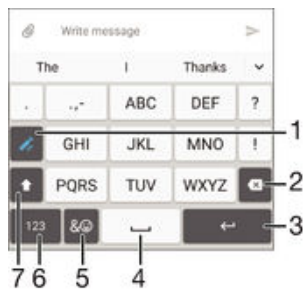 Write message
The I Thanks
. .,- ABC DEF ?
GHI JKL MNO ! 1
PQRS TUV WXYZ 2
123 &☺ 3
7 6 5 4